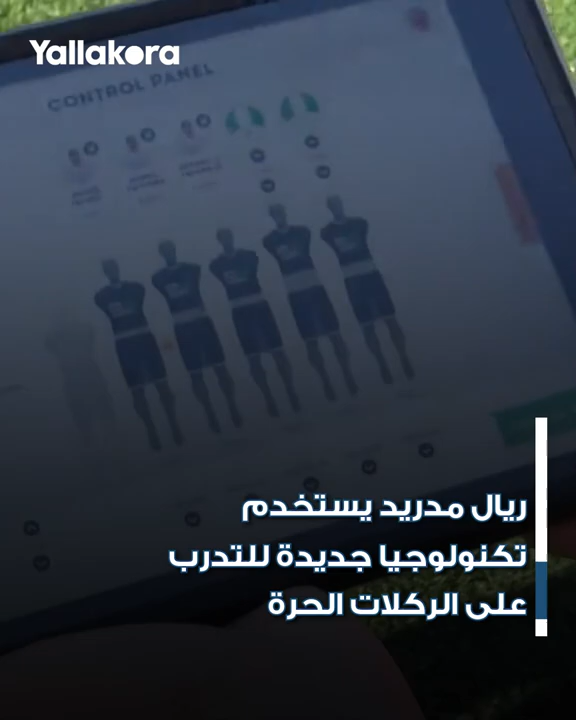 Yallakora
CONTROL PANEL
ريال مدريد يستخدم
تكنولوجيا جديدة للتدرب
على الركلات الحرة